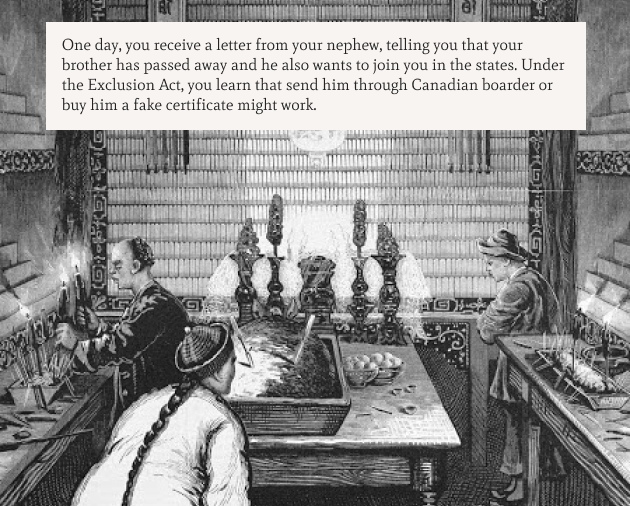 One day, you receive a letter from your nephew, telling you that your
brother has passed away and he also wants to join you in the states. Under
the Exclusion Act, you learn that send him through Canadian boarder or
buy him a fake certificate might work.